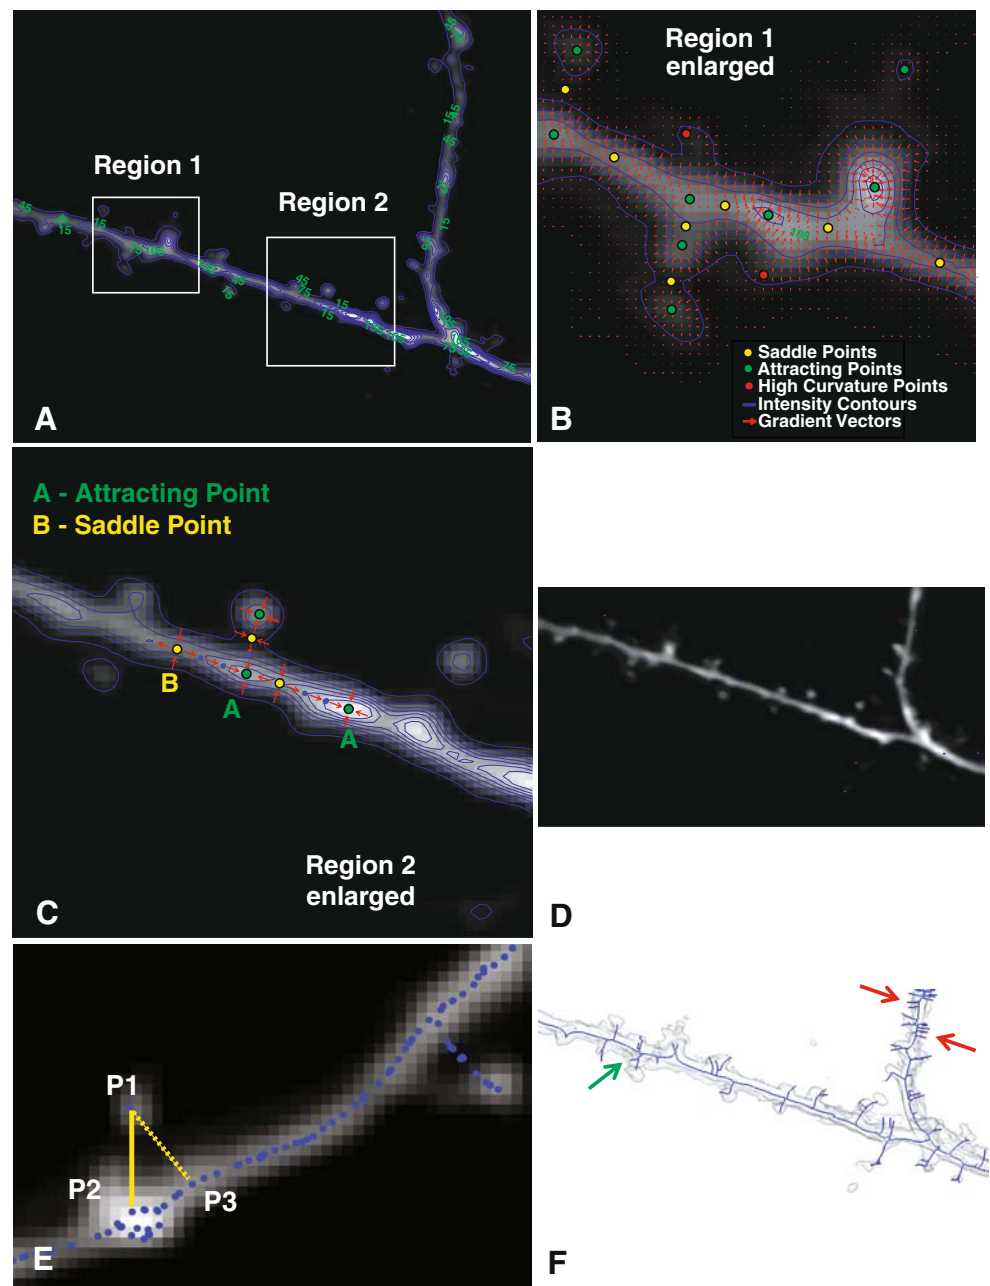 Region 1
Region 2
A
Region 1
enlarged
Saddle Points
Attracting Points
High Curvature Points
Intensity Contours
Gradient Vectors
105
B
A - Attracting Point
B - Saddle Point
B
A
A
Region 2
enlarged
C
D
P1
P2
P3
E
F